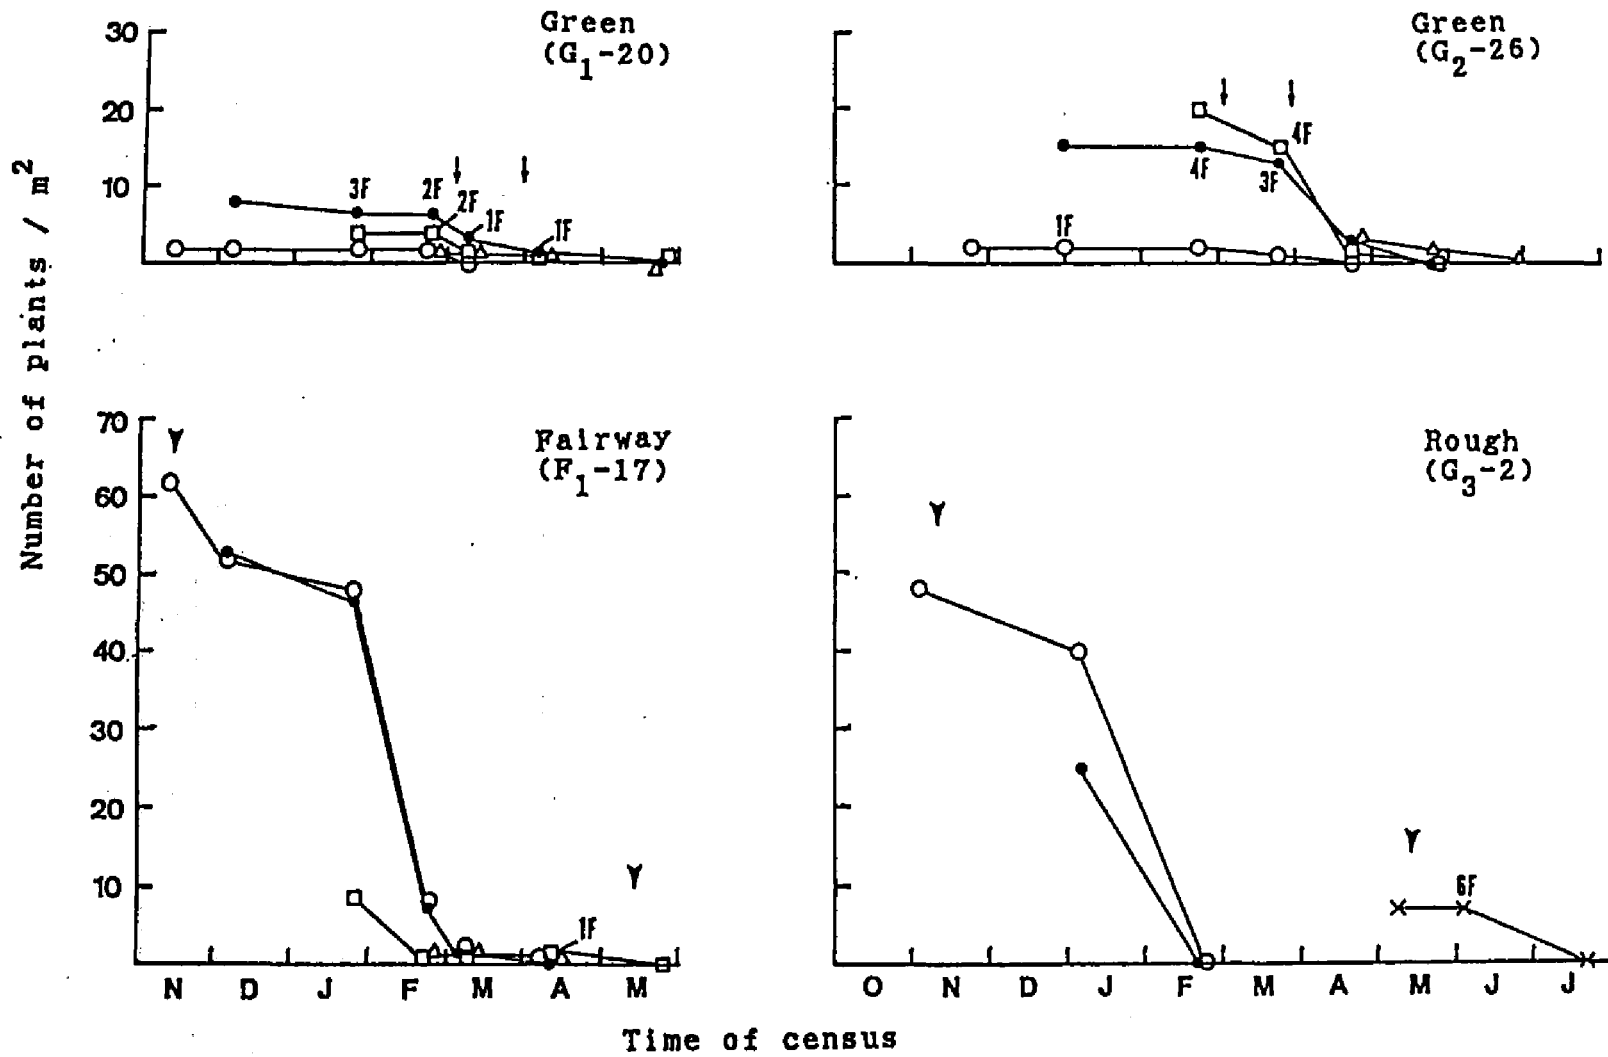 Number of plants / m2
30
20
10
Green
(G1-20)
3F
2F
2F
1F
1F
Green
(G2-26)
1F
4F
3F
4F
70
60
50
40
30
20
10
Fairway
(F1-17)
1F
N D J F M A M
Rough
(G3-2)
6F
O N D J F M A M J J
Time of census